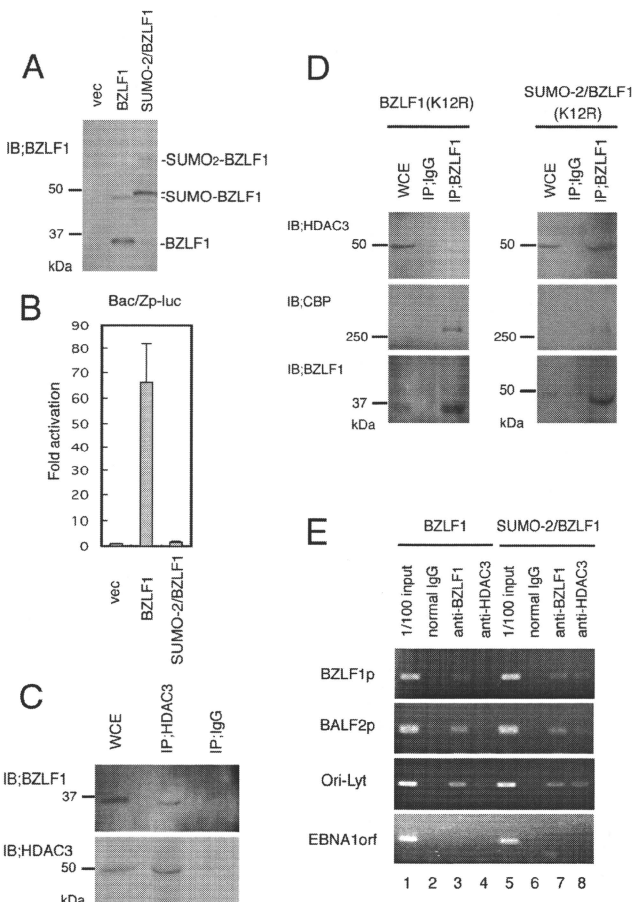 A
vec
BZLF1
SUMO-2/BZLF1
IB;BZLF1
-SUMO2-BZLF1
50
-SUMO-BZLF1
37
-BZLF1
kDa
B
Bac/Zp-luc
Fold activation
90
80
70
60
50
40
30
20
10
0
vec
BZLF1
SUMO-2/BZLF1
C
WCE
IP;HDAC3
IP;IgG
IB;BZLF1
37
IB;HDAC3
50
kDa
D
BZLF1(K12R)
SUMO-2/BZLF1
(K12R)
WCE
IP;IgG
IP;BZLF1
WCE
IP;IgG
IP;BZLF1
IB;HDAC3
50
50
IB;CBP
250
250
IB;BZLF1
37
50
kDa
kDa
E
BZLF1
SUMO-2/BZLF1
1/100 input
normal IgG
anti-BZLF1
anti-HDAC3
1/100 input
normal IgG
anti-BZLF1
anti-HDAC3
BZLF1p
BALF2p
Ori-Lyt
EBNA1orf
1 2 3 4 5 6 7 8